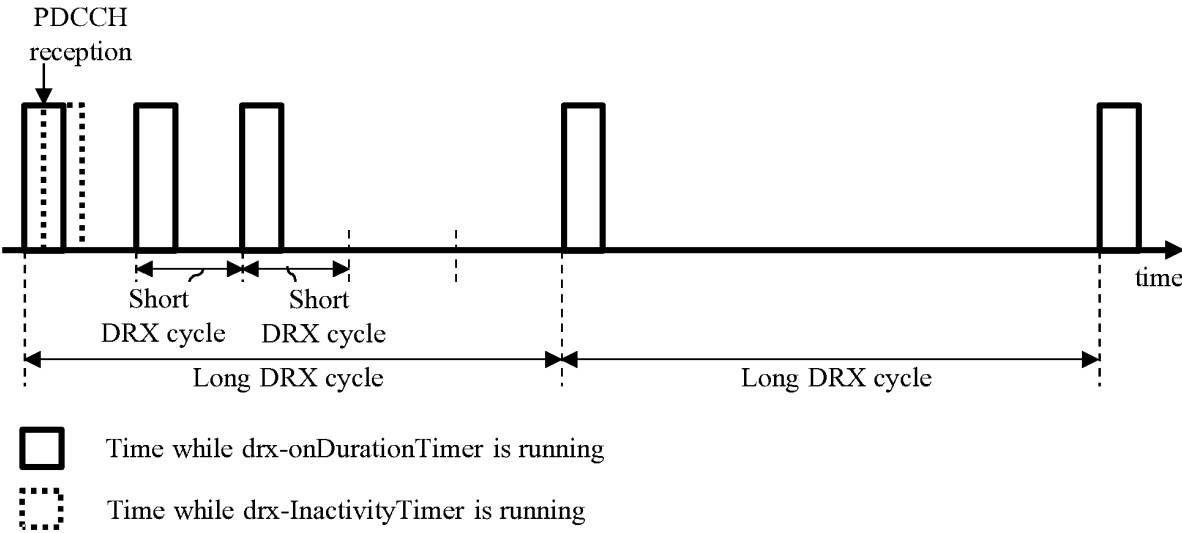 PDCCH
reception
time
Short
DRX cycle
Short
DRX cycle
Long DRX cycle
Long DRX cycle
Time while drx-onDurationTimer is running
Time while drx-InactivityTimer is running